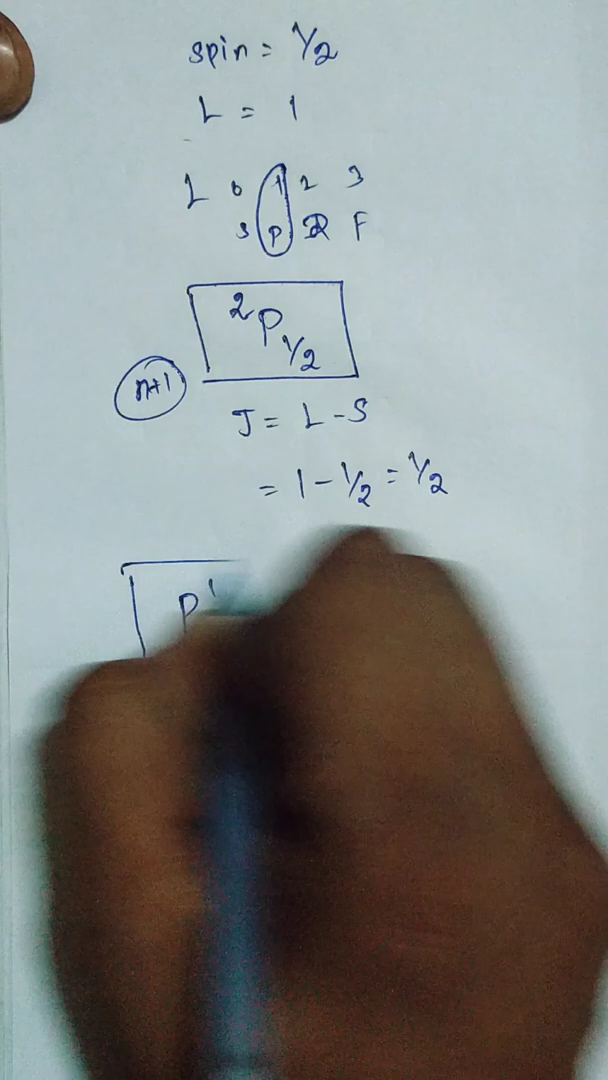 spin = 1/2
L = 1
L 0 1 2 3
s p D F
²P₁/₂
n+1
J = L - S
= 1 - 1/2 = 1/2
P¹